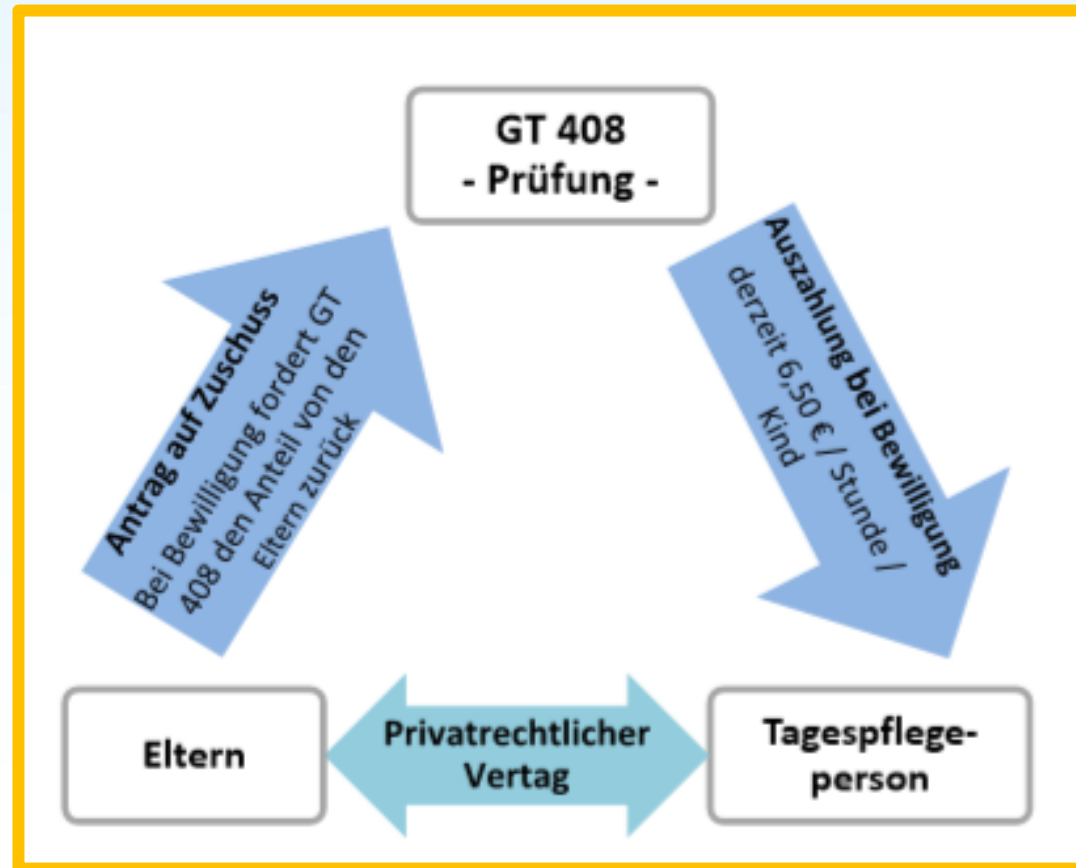 GT 408
- Prüfung -
Antrag auf Zuschuss
Bei Bewilligung fordert GT
408 den Anteil von den
Eltern zurück
Auszahlung bei Bewilligung
derzeit 6,50 € / Stunde /
Kind
Eltern
Privatrechtlicher
Vertag
Tagespflege-
person